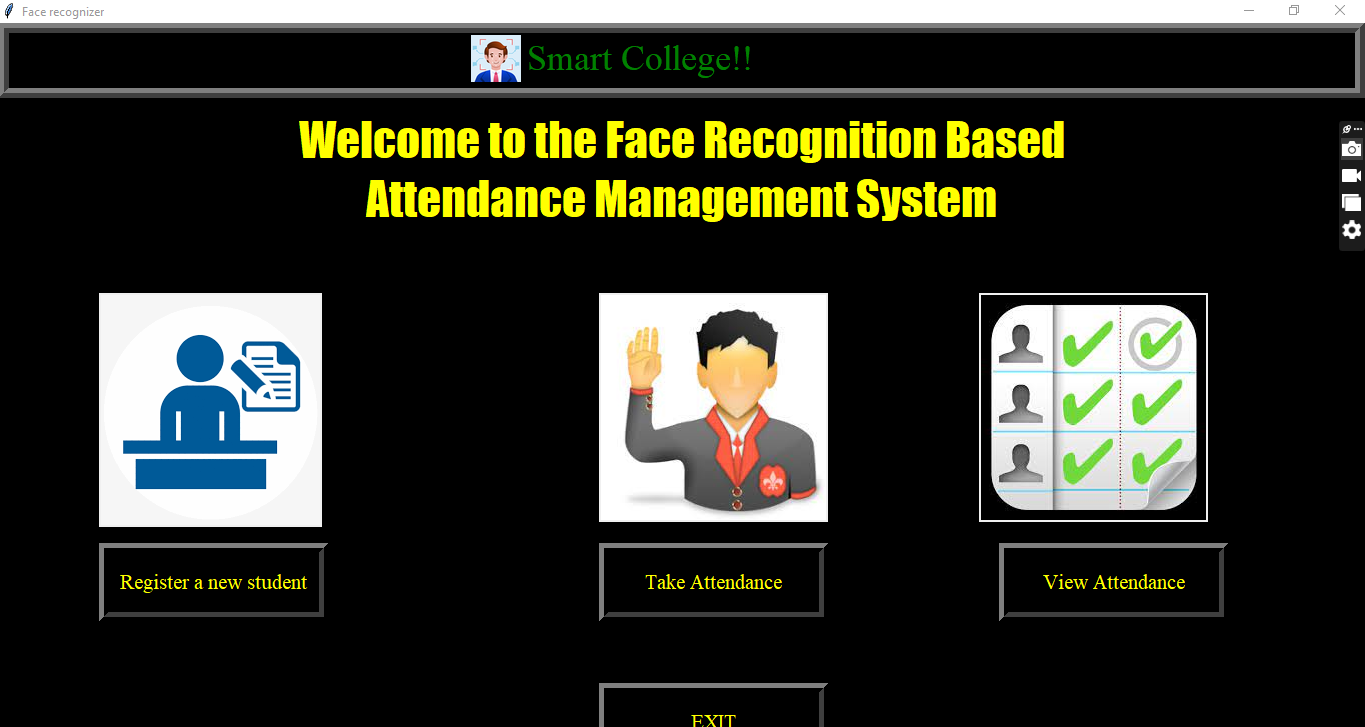 Face recognizer
Smart College!!
Welcome to the Face Recognition Based
Attendance Management System
Register a new student
Take Attendance
View Attendance
EXIT